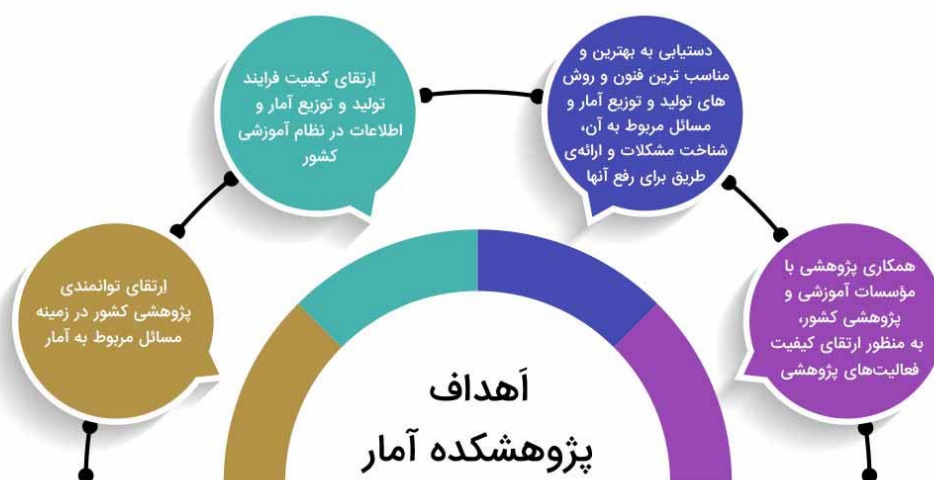 دستیابی به بهترین و
مناسب ترین فنون و روش
های تولید و توزیع آمار و
مسائل مربوط به آن،
شناخت مشکلات و ارائه‌ی
طریق برای رفع آنها
اِرتقای کیفیت فرایند
تولید و توزیع آمار و
اطلاعات در نظام آموزشی
کشور
همکاری پژوهشی با
مؤسسات آموزشی و
پژوهشی کشور،
به منظور ارتقای کیفیت
فعالیت‌های پژوهشی
اِرتقای توانمندی
پژوهشی کشور در زمینه
مسائل مربوط به آمار
اَهداف
پژوهشکده آمار